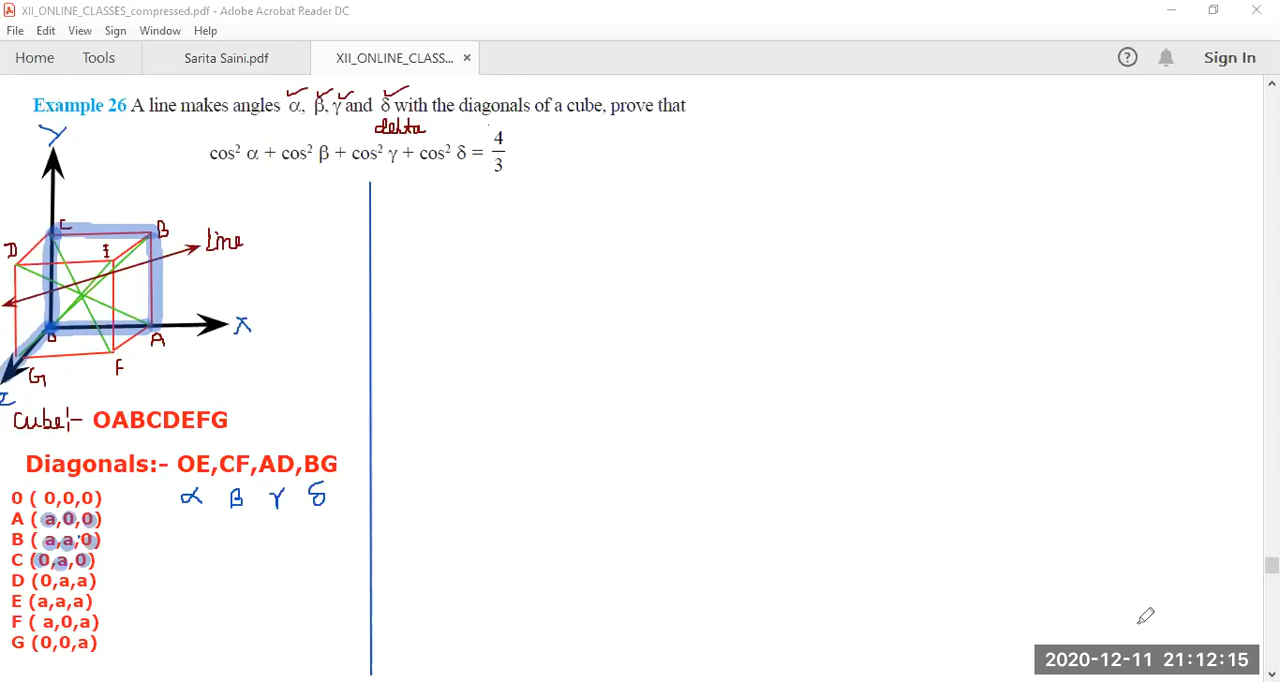 XII_ONLINE_CLASSES_compressed.pdf - Adobe Acrobat Reader DC
File Edit View Sign Window Help
Home Tools Sarita Saini.pdf XII_ONLINE_CLASS... × Sign In
Example 26 A line makes angles α, β, γ and δ with the diagonals of a cube, prove that
delta
cos² α + cos² β + cos² γ + cos² δ = 4/3
Y
C B
D E Line
O A X
G F
Z
Cube:- OABCDEFG
Diagonals:- OE,CF,AD,BG
α β γ δ
0 ( 0,0,0)
A ( a,0,0)
B ( a,a,0)
C (0,a,0)
D (0,a,a)
E (a,a,a)
F ( a,0,a)
G (0,0,a)
2020-12-11 21:12:15